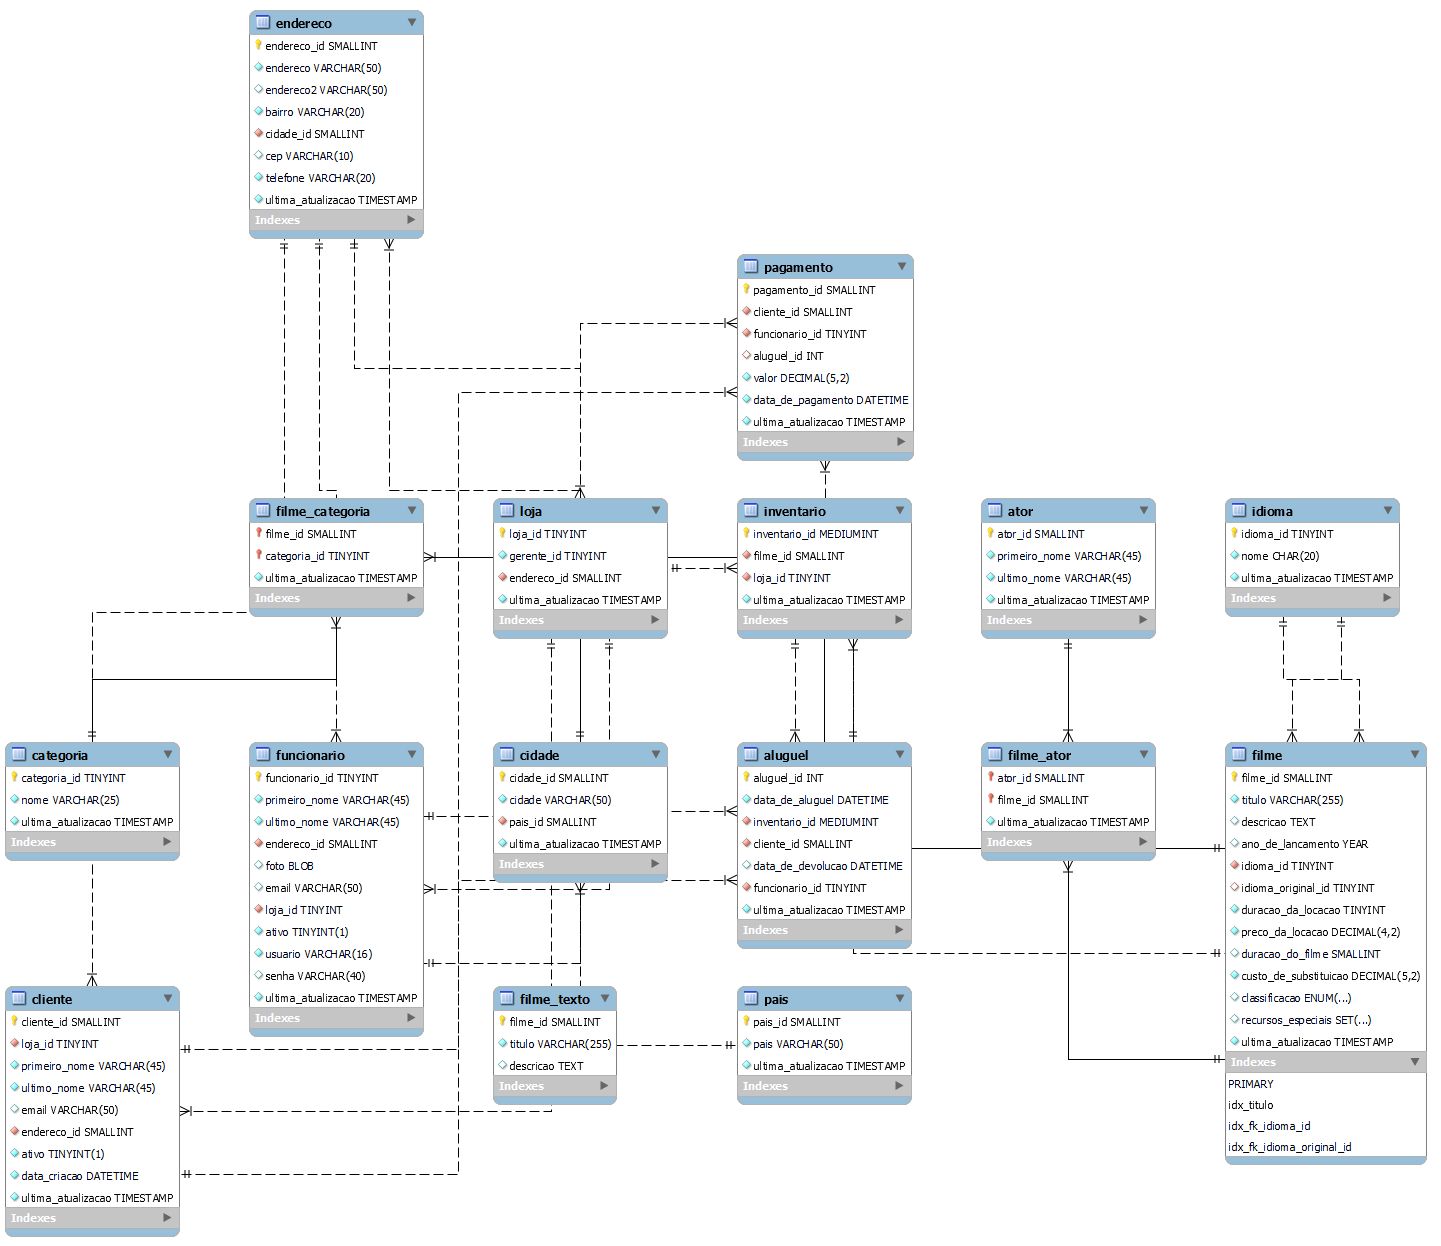 endereco
endereco_id SMALLINT
endereco VARCHAR(50)
endereco2 VARCHAR(50)
bairro VARCHAR(20)
cidade_id SMALLINT
cep VARCHAR(10)
telefone VARCHAR(20)
ultima_atualizacao TIMESTAMP
Indexes
pagamento
pagamento_id SMALLINT
cliente_id SMALLINT
funcionario_id TINYINT
aluguel_id INT
valor DECIMAL(5,2)
data_de_pagamento DATETIME
ultima_atualizacao TIMESTAMP
Indexes
filme_categoria
filme_id SMALLINT
categoria_id TINYINT
ultima_atualizacao TIMESTAMP
Indexes
loja
loja_id TINYINT
gerente_id TINYINT
endereco_id SMALLINT
ultima_atualizacao TIMESTAMP
Indexes
inventario
inventario_id MEDIUMINT
filme_id SMALLINT
loja_id TINYINT
ultima_atualizacao TIMESTAMP
Indexes
ator
ator_id SMALLINT
primeiro_nome VARCHAR(45)
ultimo_nome VARCHAR(45)
ultima_atualizacao TIMESTAMP
Indexes
idioma
idioma_id TINYINT
nome CHAR(20)
ultima_atualizacao TIMESTAMP
Indexes
categoria
categoria_id TINYINT
nome VARCHAR(25)
ultima_atualizacao TIMESTAMP
Indexes
funcionario
funcionario_id TINYINT
primeiro_nome VARCHAR(45)
ultimo_nome VARCHAR(45)
endereco_id SMALLINT
foto BLOB
email VARCHAR(50)
loja_id TINYINT
ativo TINYINT(1)
usuario VARCHAR(16)
senha VARCHAR(40)
ultima_atualizacao TIMESTAMP
Indexes
cidade
cidade_id SMALLINT
cidade VARCHAR(50)
pais_id SMALLINT
ultima_atualizacao TIMESTAMP
Indexes
aluguel
aluguel_id INT
data_de_aluguel DATETIME
inventario_id MEDIUMINT
cliente_id SMALLINT
data_de_devolucao DATETIME
funcionario_id TINYINT
ultima_atualizacao TIMESTAMP
Indexes
filme_ator
ator_id SMALLINT
filme_id SMALLINT
ultima_atualizacao TIMESTAMP
Indexes
filme
filme_id SMALLINT
titulo VARCHAR(255)
descricao TEXT
ano_de_lancamento YEAR
idioma_id TINYINT
idioma_original_id TINYINT
duracao_da_locacao TINYINT
preco_da_locacao DECIMAL(4,2)
duracao_do_filme SMALLINT
custo_de_substituicao DECIMAL(5,2)
classificacao ENUM(...)
recursos_especiais SET(...)
ultima_atualizacao TIMESTAMP
Indexes
PRIMARY
idx_titulo
idx_fk_idioma_id
idx_fk_idioma_original_id
cliente
cliente_id SMALLINT
loja_id TINYINT
primeiro_nome VARCHAR(45)
ultimo_nome VARCHAR(45)
email VARCHAR(50)
endereco_id SMALLINT
ativo TINYINT(1)
data_criacao DATETIME
ultima_atualizacao TIMESTAMP
Indexes
filme_texto
filme_id SMALLINT
titulo VARCHAR(255)
descricao TEXT
Indexes
pais
pais_id SMALLINT
pais VARCHAR(50)
ultima_atualizacao TIMESTAMP
Indexes